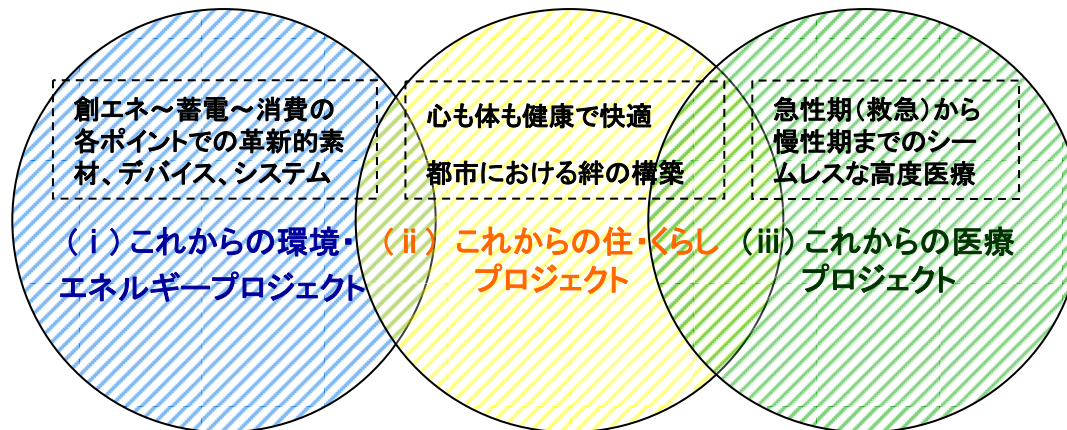 創エネ～蓄電～消費の
各ポイントでの革新的素
材、デバイス、システム
(ⅰ)これからの環境・
エネルギープロジェクト
心も体も健康で快適
都市における絆の構築
(ⅱ) これからの住・くらし
プロジェクト
急性期(救急)から
慢性期までのシー
ムレスな高度医療
(ⅲ)これからの医療
プロジェクト